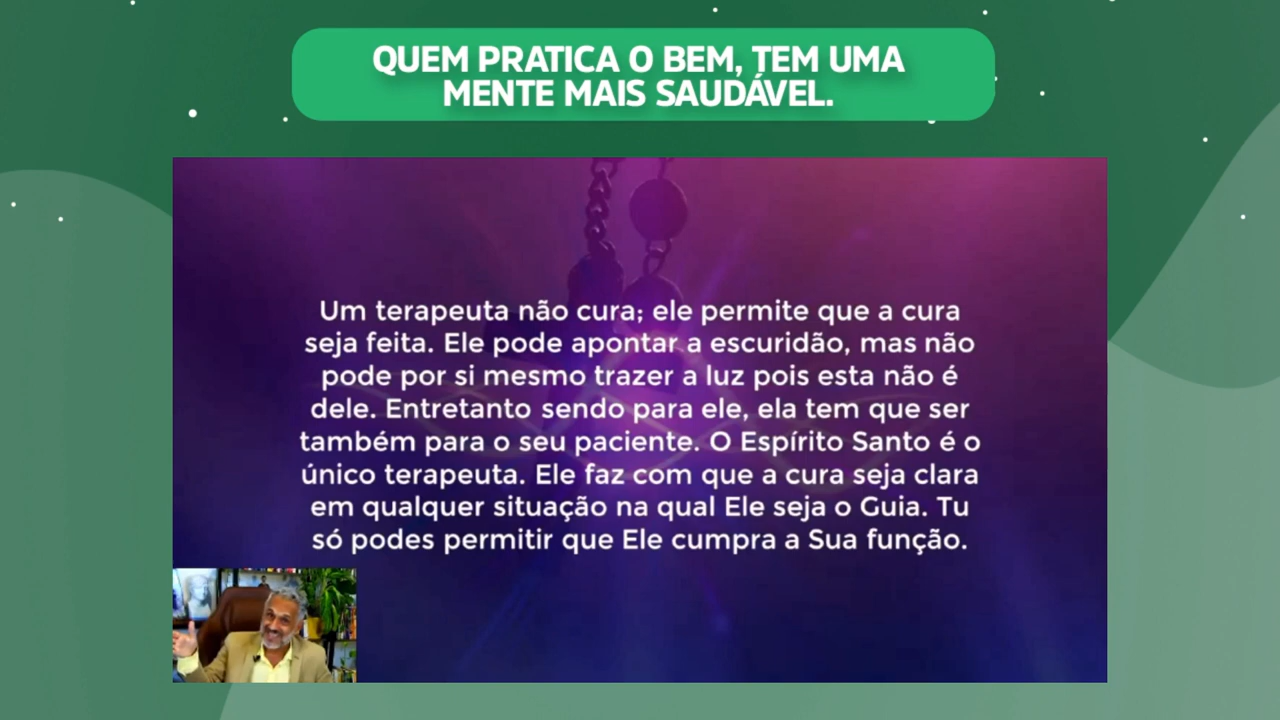 QUEM PRATICA O BEM, TEM UMA
MENTE MAIS SAUDÁVEL.
Um terapeuta não cura; ele permite que a cura
seja feita. Ele pode apontar a escuridão, mas não
pode por si mesmo trazer a luz pois esta não é
dele. Entretanto sendo para ele, ela tem que ser
também para o seu paciente. O Espírito Santo é o
único terapeuta. Ele faz com que a cura seja clara
em qualquer situação na qual Ele seja o Guia. Tu
só podes permitir que Ele cumpra a Sua função.